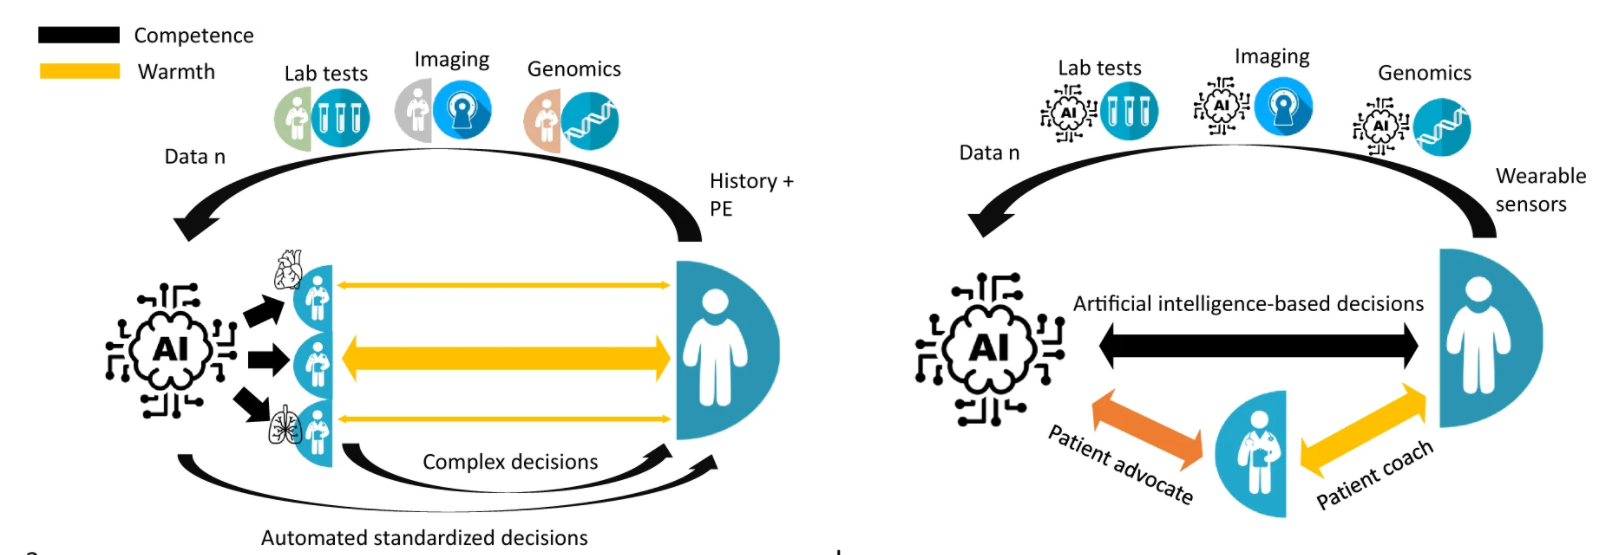 Competence
Warmth
Lab tests
Imaging
Genomics
Data n
History +
PE
AI
Complex decisions
Automated standardized decisions
Lab tests
Imaging
Genomics
AI
AI
AI
Data n
Wearable
sensors
Artificial intelligence-based decisions
AI
Patient advocate
Patient coach